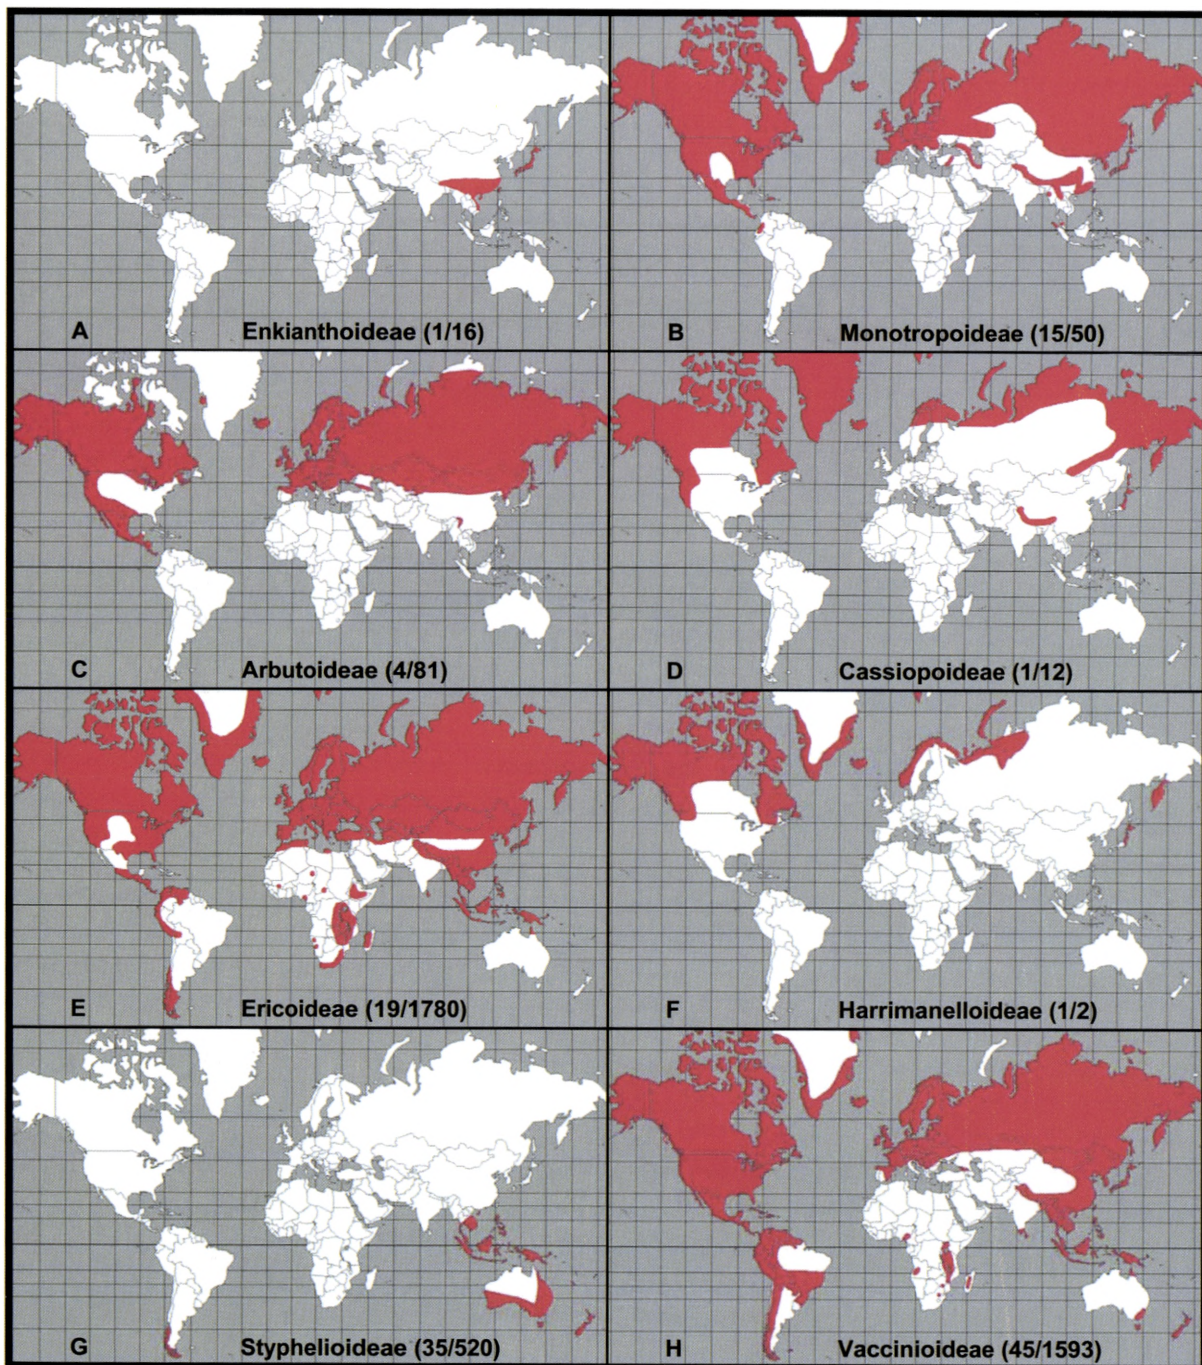 A Enkianthoideae (1/16)
B Monotropoideae (15/50)
C Arbutoideae (4/81)
D Cassiopoideae (1/12)
E Ericoideae (19/1780)
F Harrimanelloideae (1/2)
G Styphelioideae (35/520)
H Vaccinioideae (45/1593)